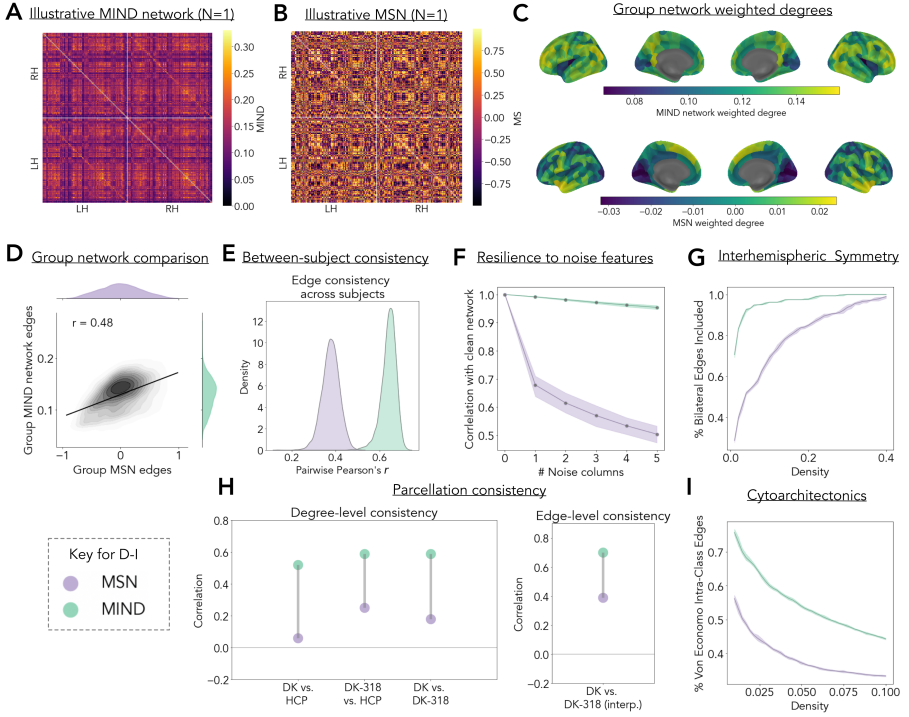 A Illustrative MIND network (N=1)
RH
LH
LH
RH
0.30
0.25
0.20
0.15
0.10
0.05
0.00
MIND
B Illustrative MSN (N=1)
RH
LH
LH
RH
0.75
0.50
0.25
0.00
−0.25
−0.50
−0.75
MS
C Group network weighted degrees
0.08 0.10 0.12 0.14
MIND network weighted degree
−0.03 −0.02 −0.01 0.00 0.01 0.02
MSN weighted degree
D Group network comparison
r = 0.48
Group MIND network edges
0.2
0.1
−1 0 1
Group MSN edges
E Between-subject consistency
Edge consistency
across subjects
Density
12
10
8
6
4
2
0
0.2 0.4 0.6
Pairwise Pearson's r
F Resilience to noise features
Corrlelation with clean network
1.0
0.9
0.8
0.7
0.6
0.5
0 1 2 3 4 5
# Noise columns
G Interhemispheric Symmetry
% Bilateral Edges Included
1.0
0.8
0.6
0.4
0.0 0.2 0.4
Density
Key for D-I
MSN
MIND
H Parcellation consistency
Degree-level consistency
Correlation
0.8
0.6
0.4
0.2
0.0
−0.2
DK vs.
HCP
DK-318
vs. HCP
DK vs.
DK-318
Edge-level consistency
Correlation
0.8
0.6
0.4
0.2
0.0
−0.2
DK vs.
DK-318 (interp.)
I Cytoarchitectonics
% Von Economo Intra-Class Edges
0.7
0.6
0.5
0.4
0.025 0.050 0.075 0.100
Density